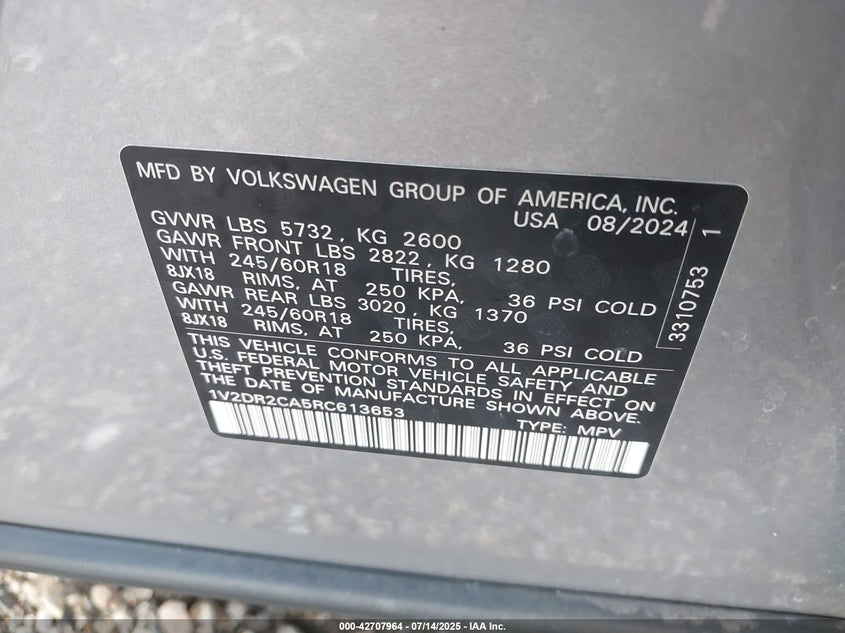 MFD BY VOLKSWAGEN GROUP OF AMERICA, INC.
USA 08/2024
GVWR LBS 5732, KG 2600
GAWR FRONT LBS 2822, KG 1280
WITH 245/60R18 TIRES,
8JX18 RIMS, AT 250 KPA, 36 PSI COLD
GAWR REAR LBS 3020, KG 1370
WITH 245/60R18 TIRES,
8JX18 RIMS, AT 250 KPA, 36 PSI COLD
THIS VEHICLE CONFORMS TO ALL APPLICABLE
U.S. FEDERAL MOTOR VEHICLE SAFETY AND
THEFT PREVENTION STANDARDS IN EFFECT ON
THE DATE OF MANUFACTURE SHOWN ABOVE.
1V2DR2CA5RC613653 TYPE: MPV
3310753 1
000-42707964 - 07/14/2025 - IAA Inc.